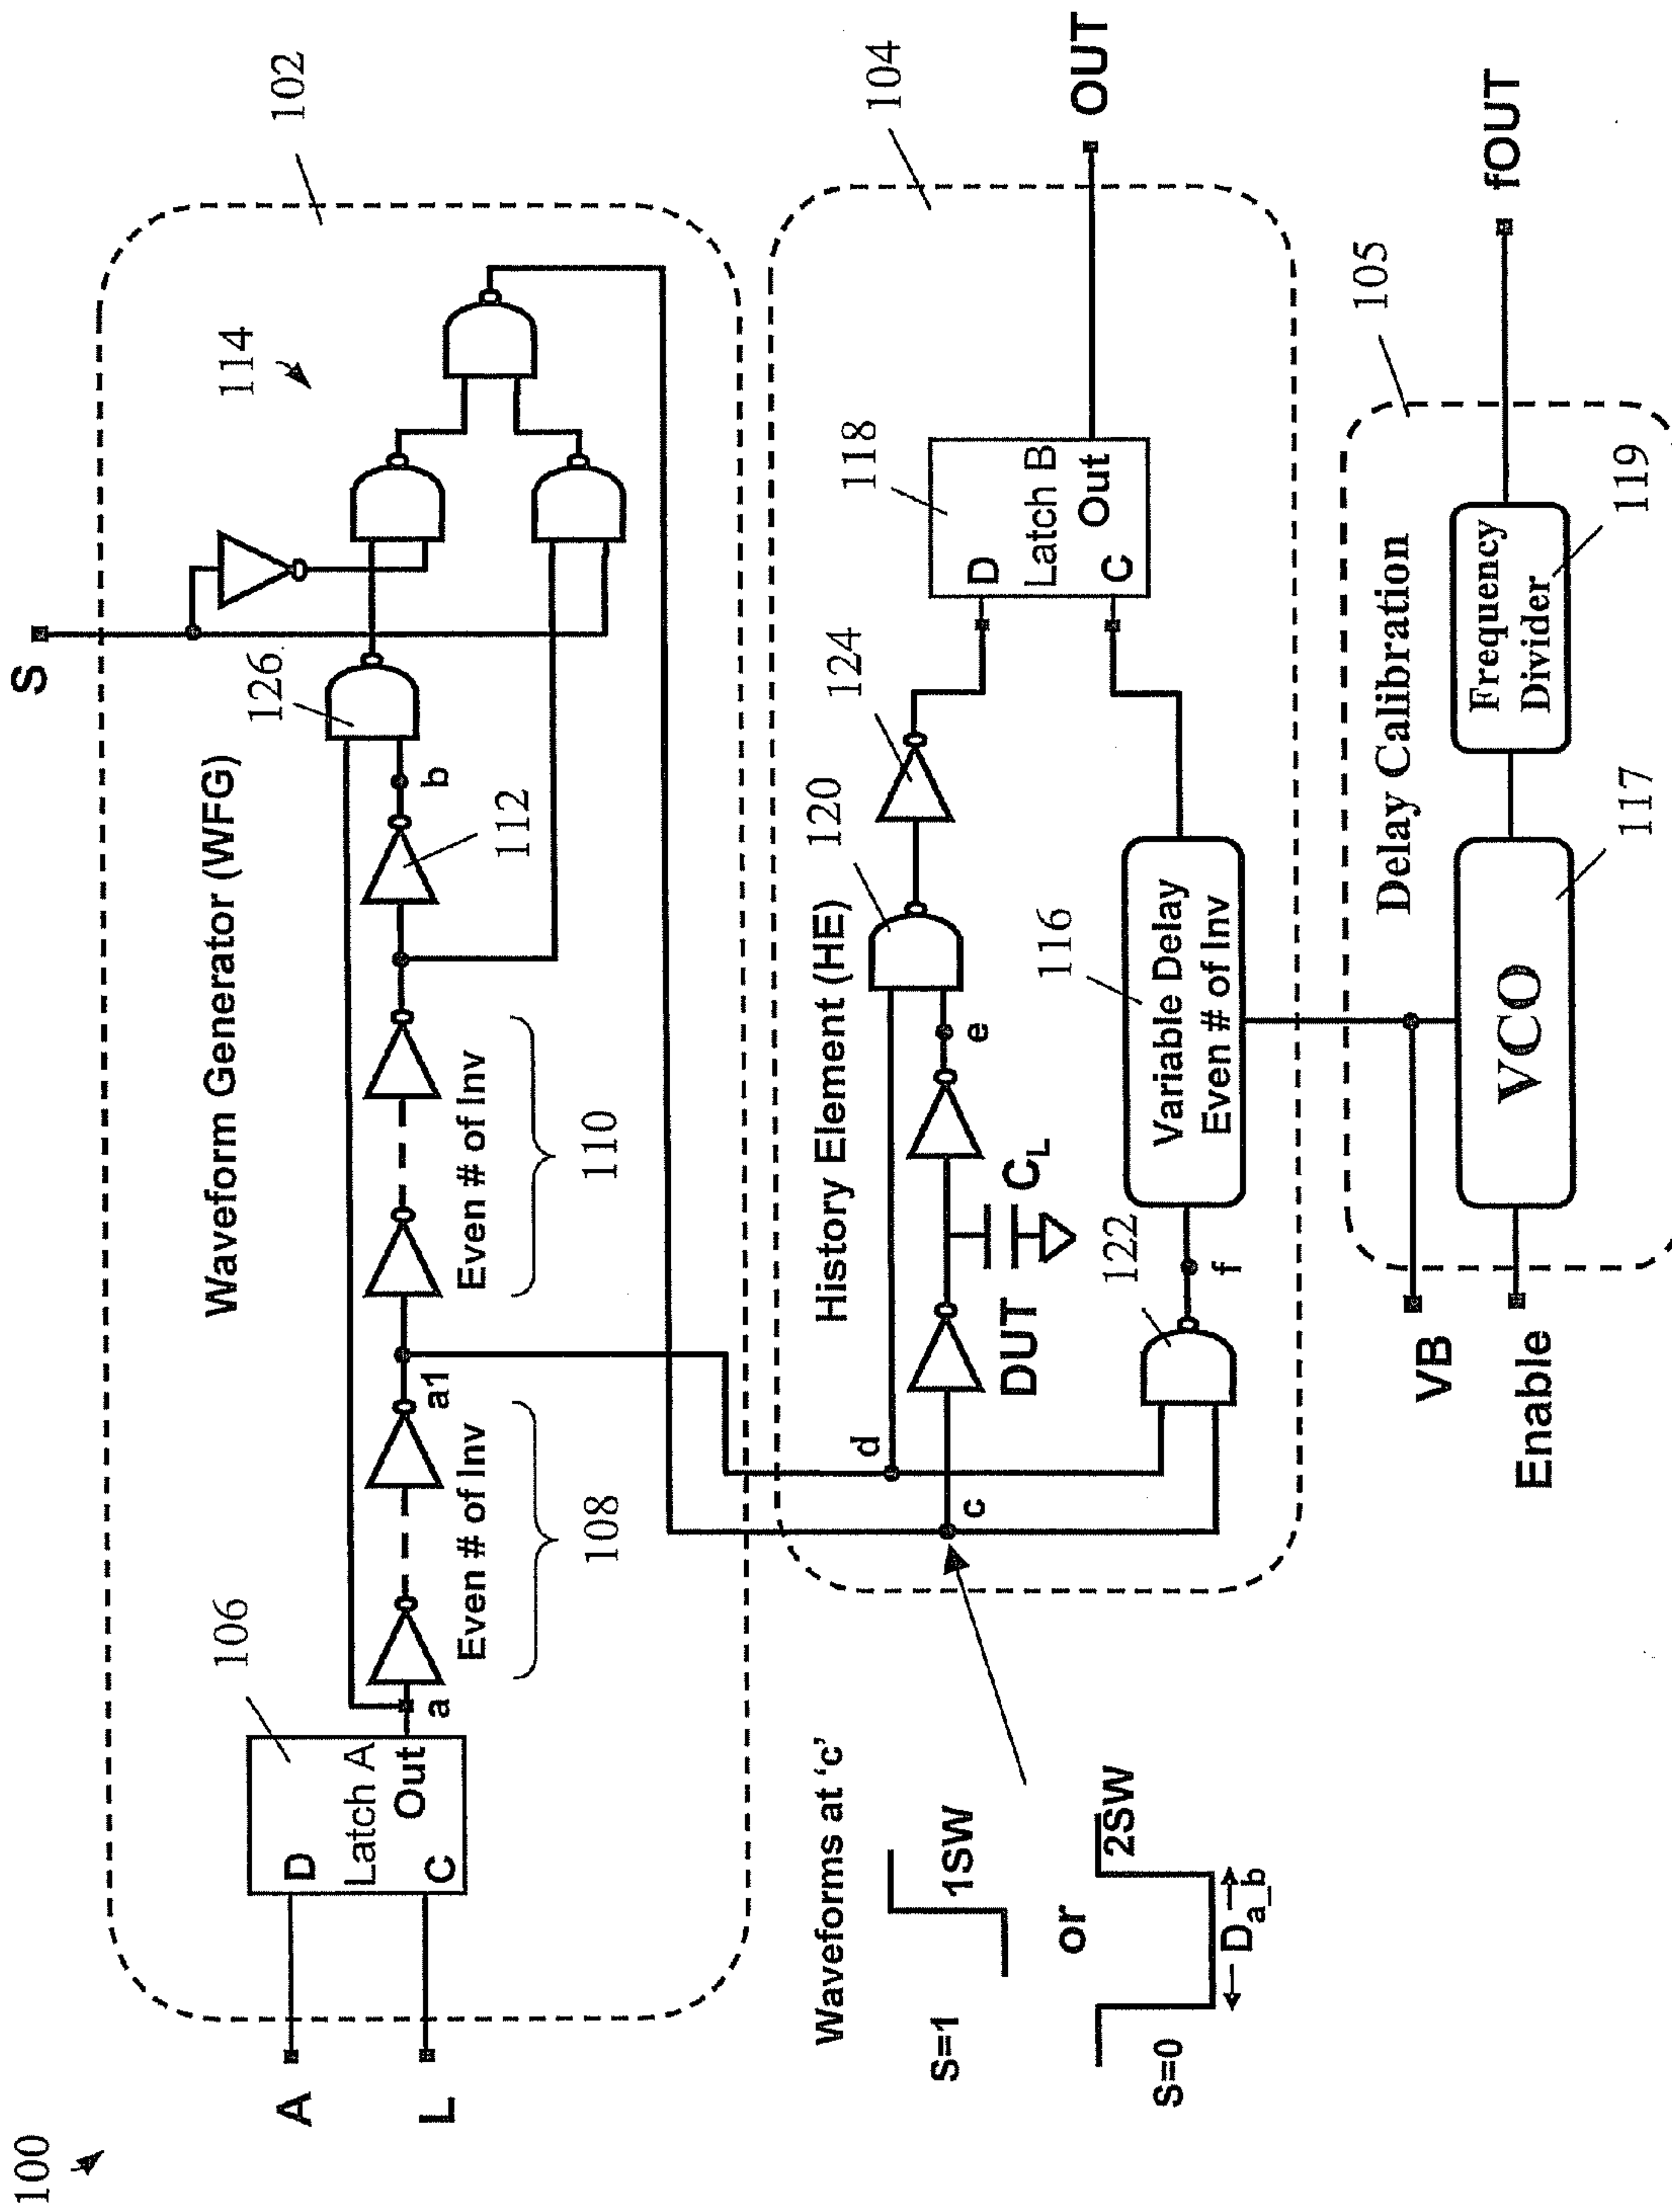 100
102
S
114
126
Waveform Generator (WFG)
b
112
106
A
L
D
Latch A
C
Out
a
a1
Even # of Inv
108
Even # of Inv
110
104
History Element (HE)
d
c
DUT
CL
e
120
124
118
D
Latch B
C
Out
OUT
122
f
116
Variable Delay
Even # of Inv
Waveforms at 'c'
S=1
1SW
or
S=0
2SW
Da_b
105
Delay Calibration
VB
Enable
VCO
117
Frequency
Divider
119
fOUT